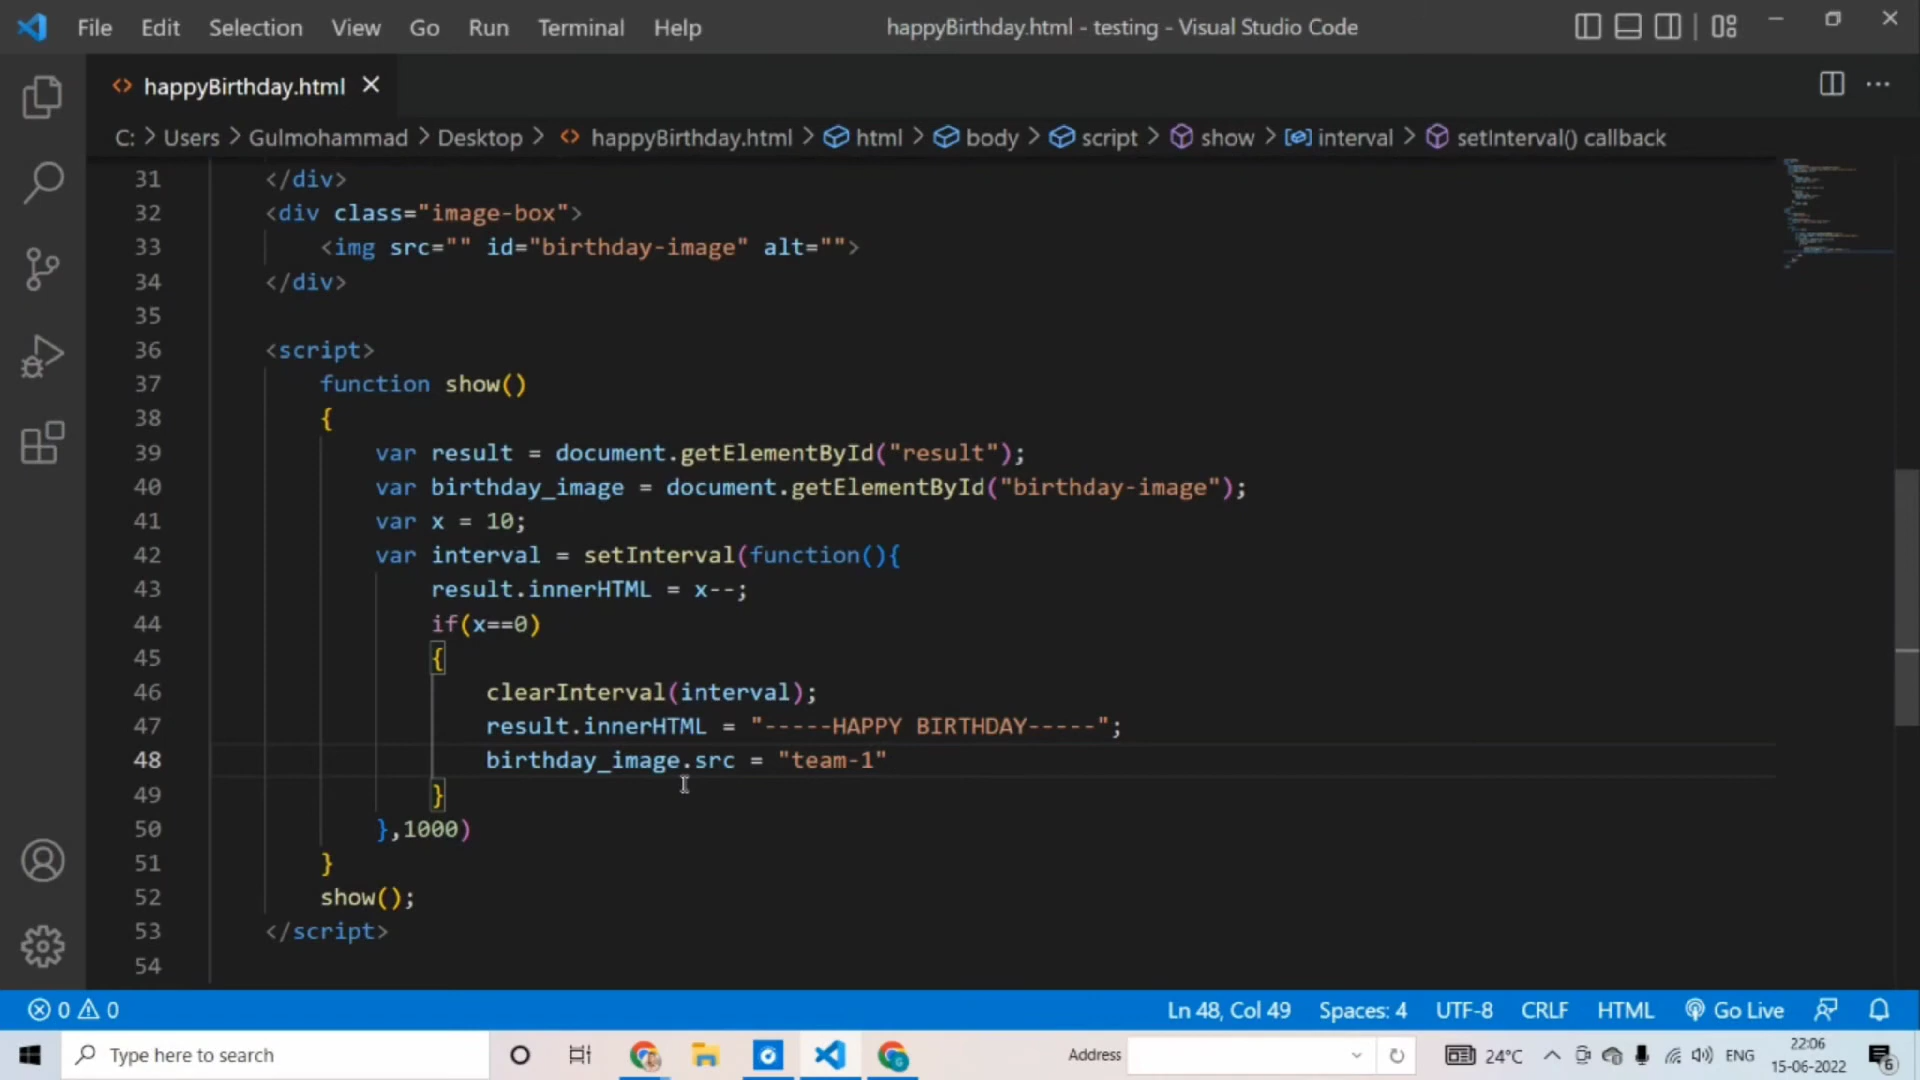 File Edit Selection View Go Run Terminal Help happyBirthday.html - testing - Visual Studio Code
happyBirthday.html
C: > Users > Gulmohammad > Desktop > happyBirthday.html > html > body > script > show > interval > setInterval() callback
31 </div>
32 <div class="image-box">
33 <img src="" id="birthday-image" alt="">
34 </div>
35
36 <script>
37 function show()
38 {
39 var result = document.getElementById("result");
40 var birthday_image = document.getElementById("birthday-image");
41 var x = 10;
42 var interval = setInterval(function(){
43 result.innerHTML = x--;
44 if(x==0)
45 {
46 clearInterval(interval);
47 result.innerHTML = "-----HAPPY BIRTHDAY-----";
48 birthday_image.src = "team-1"
49 }
50 },1000)
51 }
52 show();
53 </script>
54
0 0 Ln 48, Col 49 Spaces: 4 UTF-8 CRLF HTML Go Live
Type here to search Address 24°C ENG 22:06
15-06-2022 6